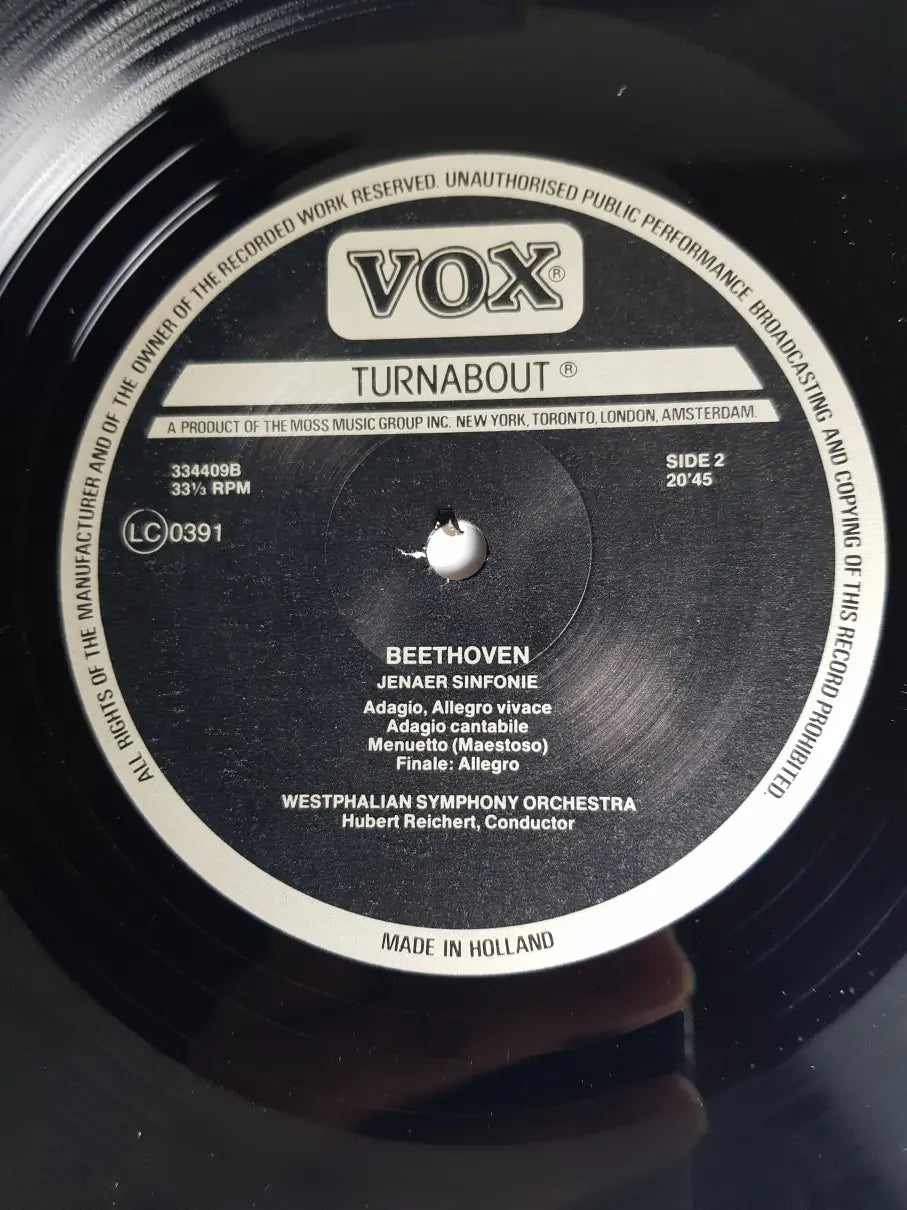 ALL RIGHTS OF THE MANUFACTURER AND OF THE OWNER OF THE RECORDED WORK RESERVED. UNAUTHORISED PUBLIC PERFORMANCE BROADCASTING AND COPYING OF THIS RECORD PROHIBITED.
VOX®
TURNABOUT ®
A PRODUCT OF THE MOSS MUSIC GROUP INC. NEW YORK, TORONTO, LONDON, AMSTERDAM.
334409B
33⅓ RPM
SIDE 2
20'45
LC 0391
BEETHOVEN
JENAER SINFONIE
Adagio, Allegro vivace
Adagio cantabile
Menuetto (Maestoso)
Finale: Allegro
WESTPHALIAN SYMPHONY ORCHESTRA
Hubert Reichert, Conductor
MADE IN HOLLAND